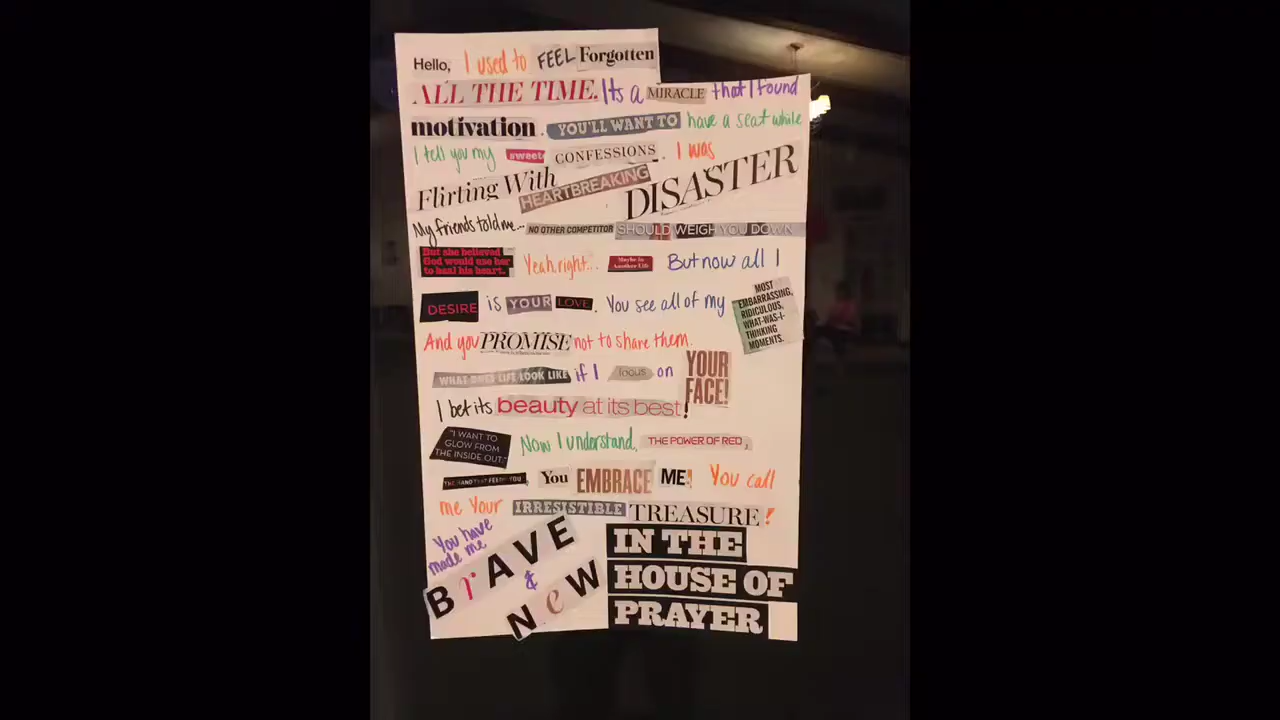 Hello, I used to FEEL Forgotten
ALL THE TIME. Its a MIRACLE that I found
motivation. YOU'LL WANT TO have a seat while
I tell you my sweet CONFESSIONS. I was
Flirting With HEARTBREAKING DISASTER
My friends told me... NO OTHER COMPETITOR SHOULD WEIGH YOU DOWN
But she believed
God would use her
to heal his heart.
Yeah, right...
Maybe in
Another Life
But now all I
DESIRE is YOUR LOVE. You see all of my
MOST
EMBARRASSING,
RIDICULOUS,
WHAT-WAS-I-
THINKING
MOMENTS.
And you PROMISE not to share them.
WHAT DOES LIFE LOOK LIKE if I focus on
YOUR
FACE!
I bet its beauty at its best!
"I WANT TO
GLOW FROM
THE INSIDE OUT."
Now I understand, THE POWER OF RED,
THE HAND THAT FEEDS YOU. You EMBRACE ME! You call
me Your IRRESISTIBLE TREASURE!
You have
made me
BrAVE
&
NeW
IN THE
HOUSE OF
PRAYER